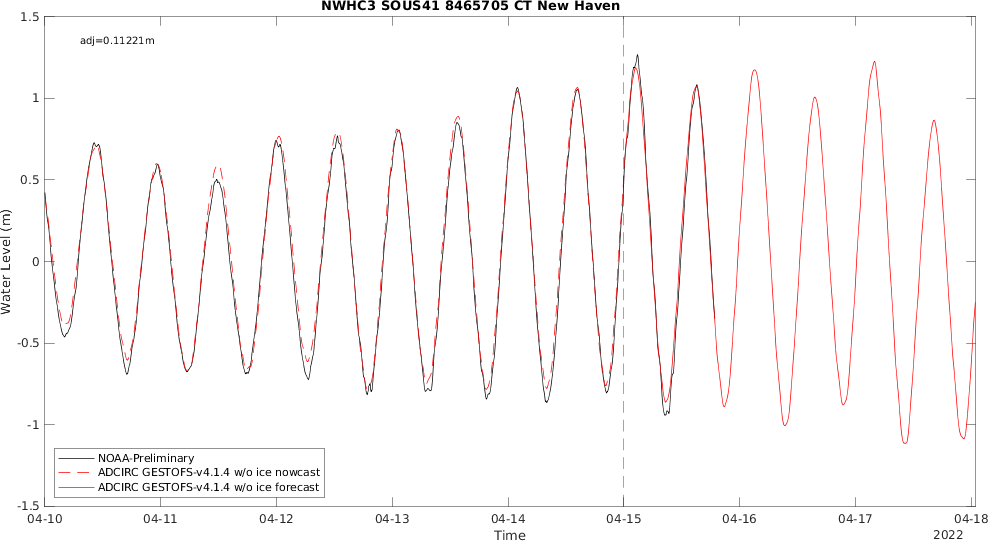 NWHC3 SOUS41 8465705 CT New Haven
adj=0.11221m
1.5
1
0.5
0
-0.5
-1
-1.5
Water Level (m)
NOAA-Preliminary
ADCIRC GESTOFS-v4.1.4 w/o ice nowcast
ADCIRC GESTOFS-v4.1.4 w/o ice forecast
04-10 04-11 04-12 04-13 04-14 04-15 04-16 04-17 04-18
Time
2022